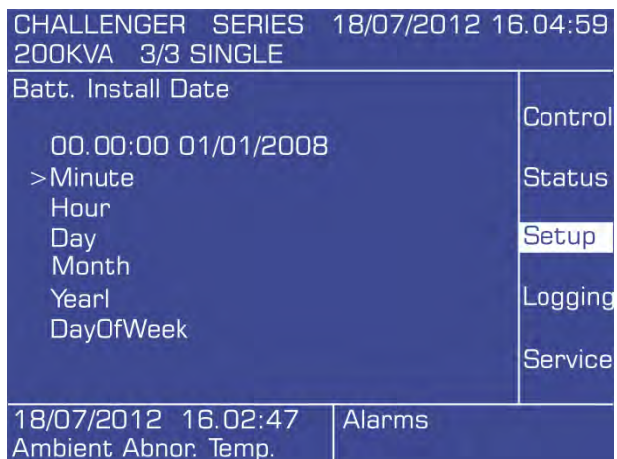 CHALLENGER SERIES 18/07/2012 16.04:59
200KVA 3/3 SINGLE
Batt. Install Date
00.00:00 01/01/2008
>Minute
Hour
Day
Month
Yearl
DayOfWeek
Control
Status
Setup
Logging
Service
18/07/2012 16.02:47
Ambient Abnor. Temp.
Alarms